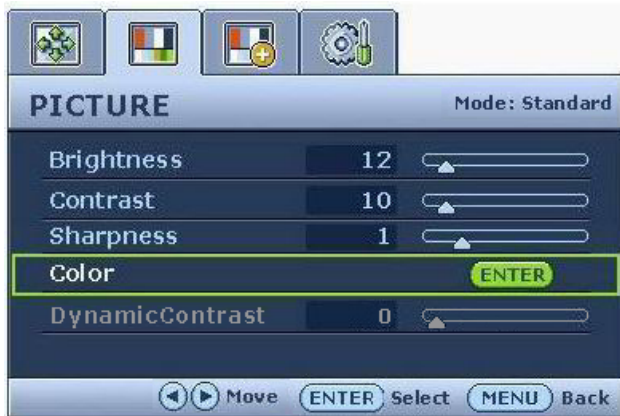 PICTURE Mode: Standard
Brightness 12
Contrast 10
Sharpness 1
Color ENTER
DynamicContrast 0
Move ENTER Select MENU Back